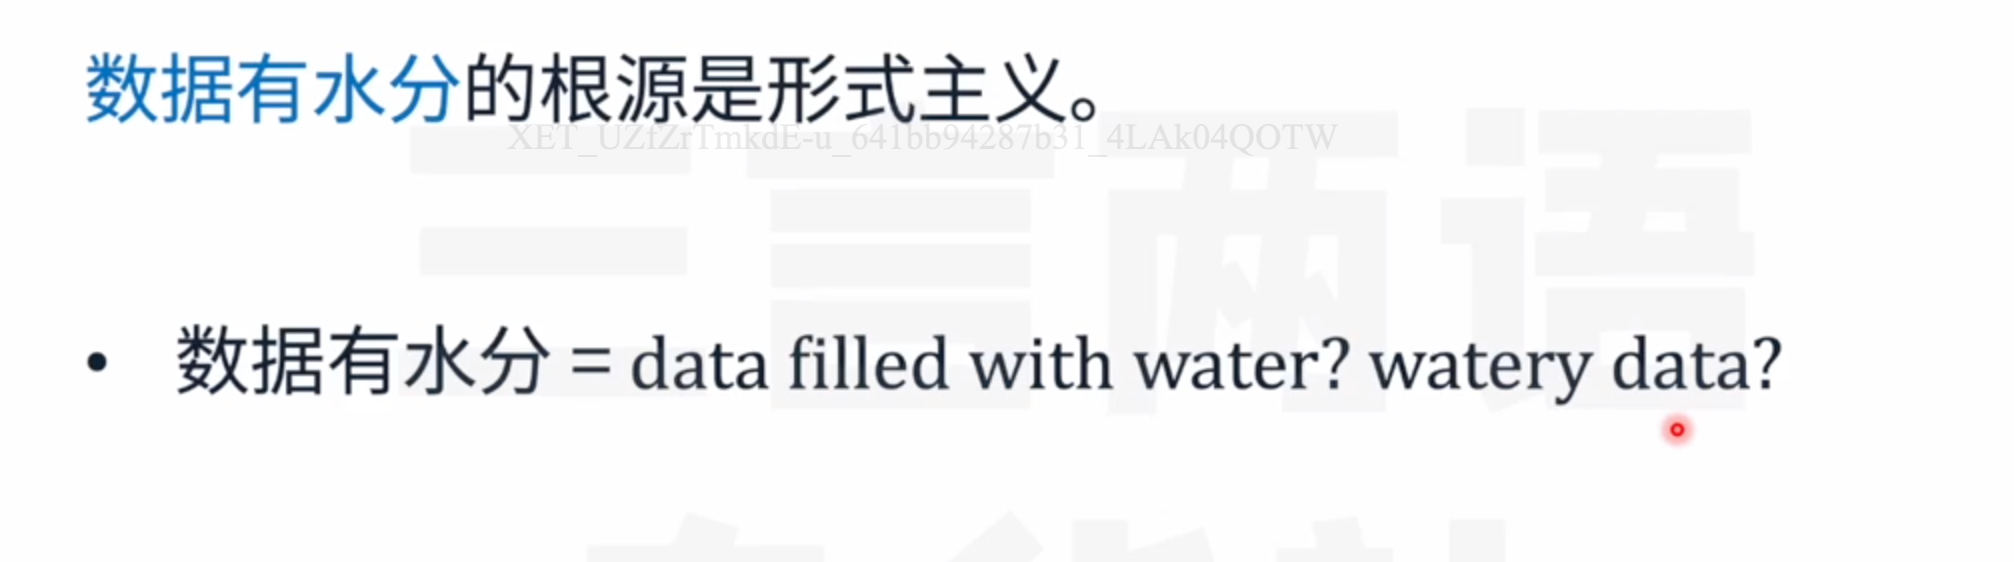 数据有水分的根源是形式主义。
XET_UZfZrTmkdE-u_641bb94287b31_4LAk04QOTW
三言两语
• 数据有水分 = data filled with water? watery data?